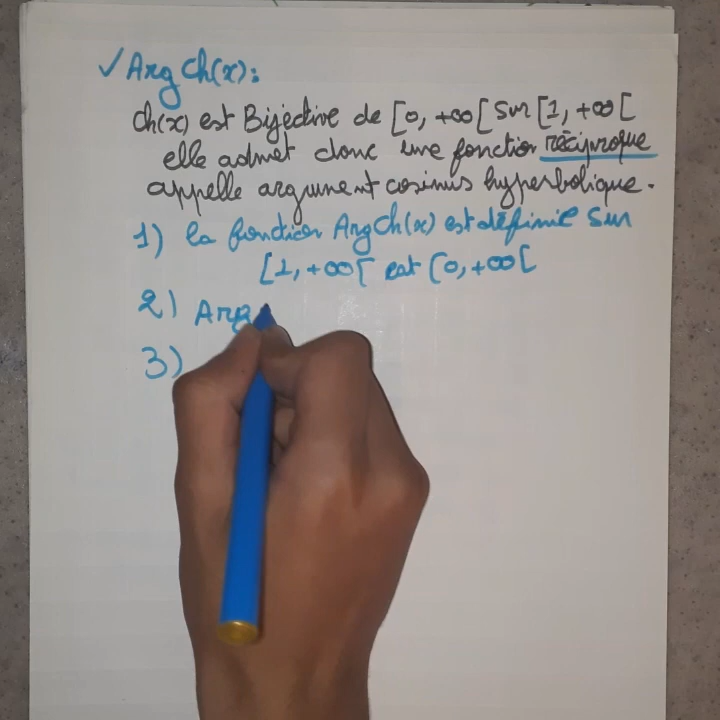 ✓ Arg Ch(x):
Ch(x) est Bijective de [0, +∞[ sur [1, +∞[
elle admet donc une fonction réciproque
appelle argument cosinus hyperbolique.
1) la fonction Arg Ch(x) est définie sur
[1, +∞[ est [0, +∞[
2) Arg
3)